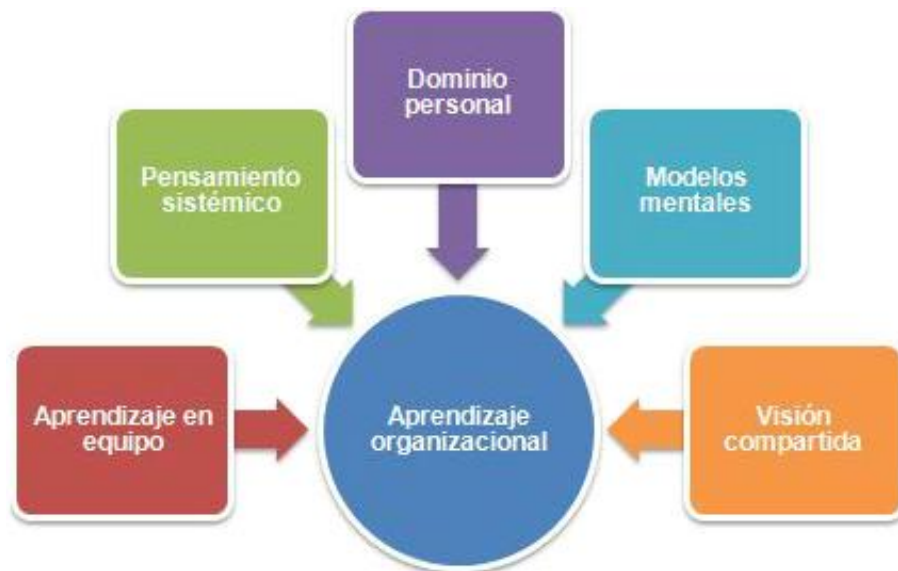 Dominio
personal
Pensamiento
sistémico
Modelos
mentales
Aprendizaje en
equipo
Aprendizaje
organizacional
Visión
compartida